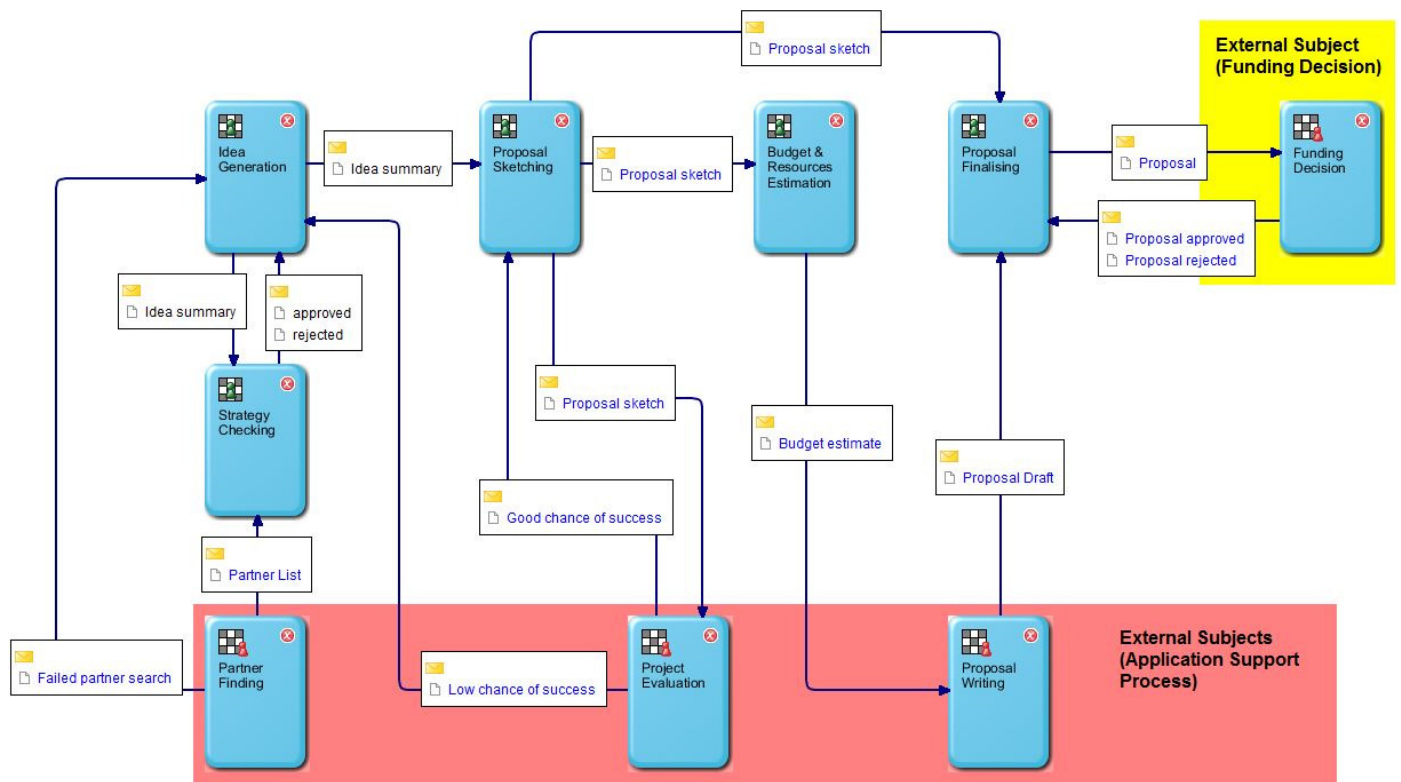 Proposal sketch
External Subject
(Funding Decision)
Idea
Generation
Idea summary
Proposal
Sketching
Proposal sketch
Budget &
Resources
Estimation
Proposal
Finalising
Proposal
Funding
Decision
Proposal approved
Proposal rejected
Idea summary
approved
rejected
Strategy
Checking
Proposal sketch
Budget estimate
Proposal Draft
Good chance of success
Partner List
Failed partner search
Partner
Finding
Low chance of success
Project
Evaluation
Proposal
Writing
External Subjects
(Application Support
Process)